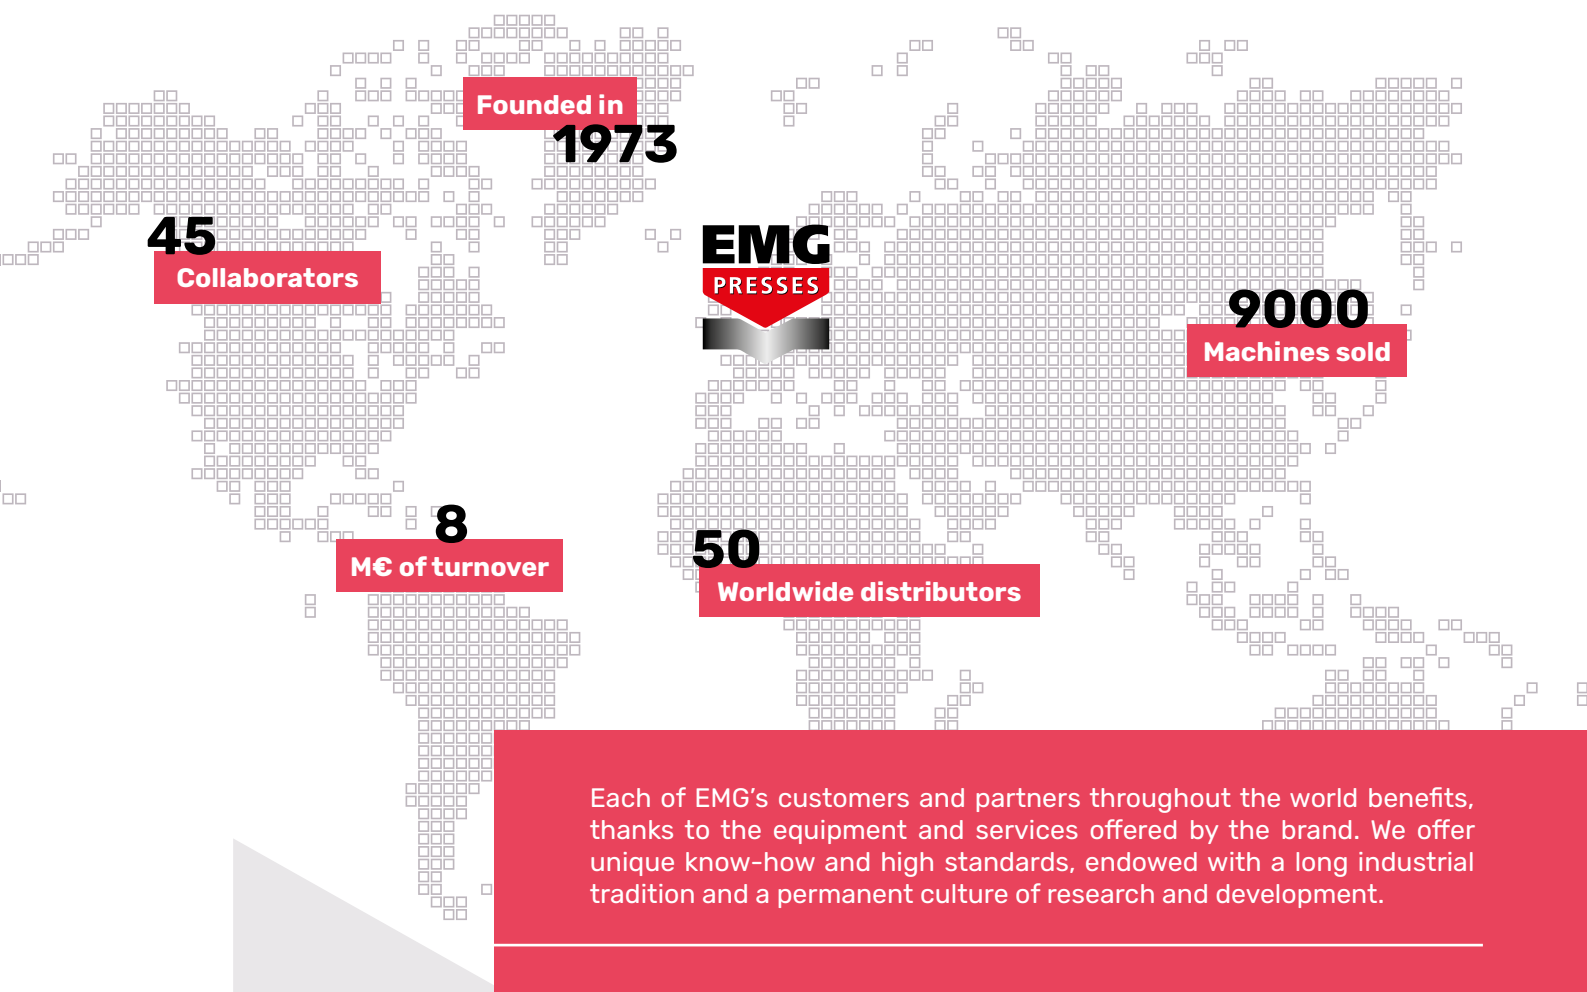 Founded in
1973
45
Collaborators
EMG
PRESSES
9000
Machines sold
8
M€ of turnover
50
Worldwide distributors
Each of EMG’s customers and partners throughout the world benefits,
thanks to the equipment and services offered by the brand. We offer
unique know-how and high standards, endowed with a long industrial
tradition and a permanent culture of research and development.